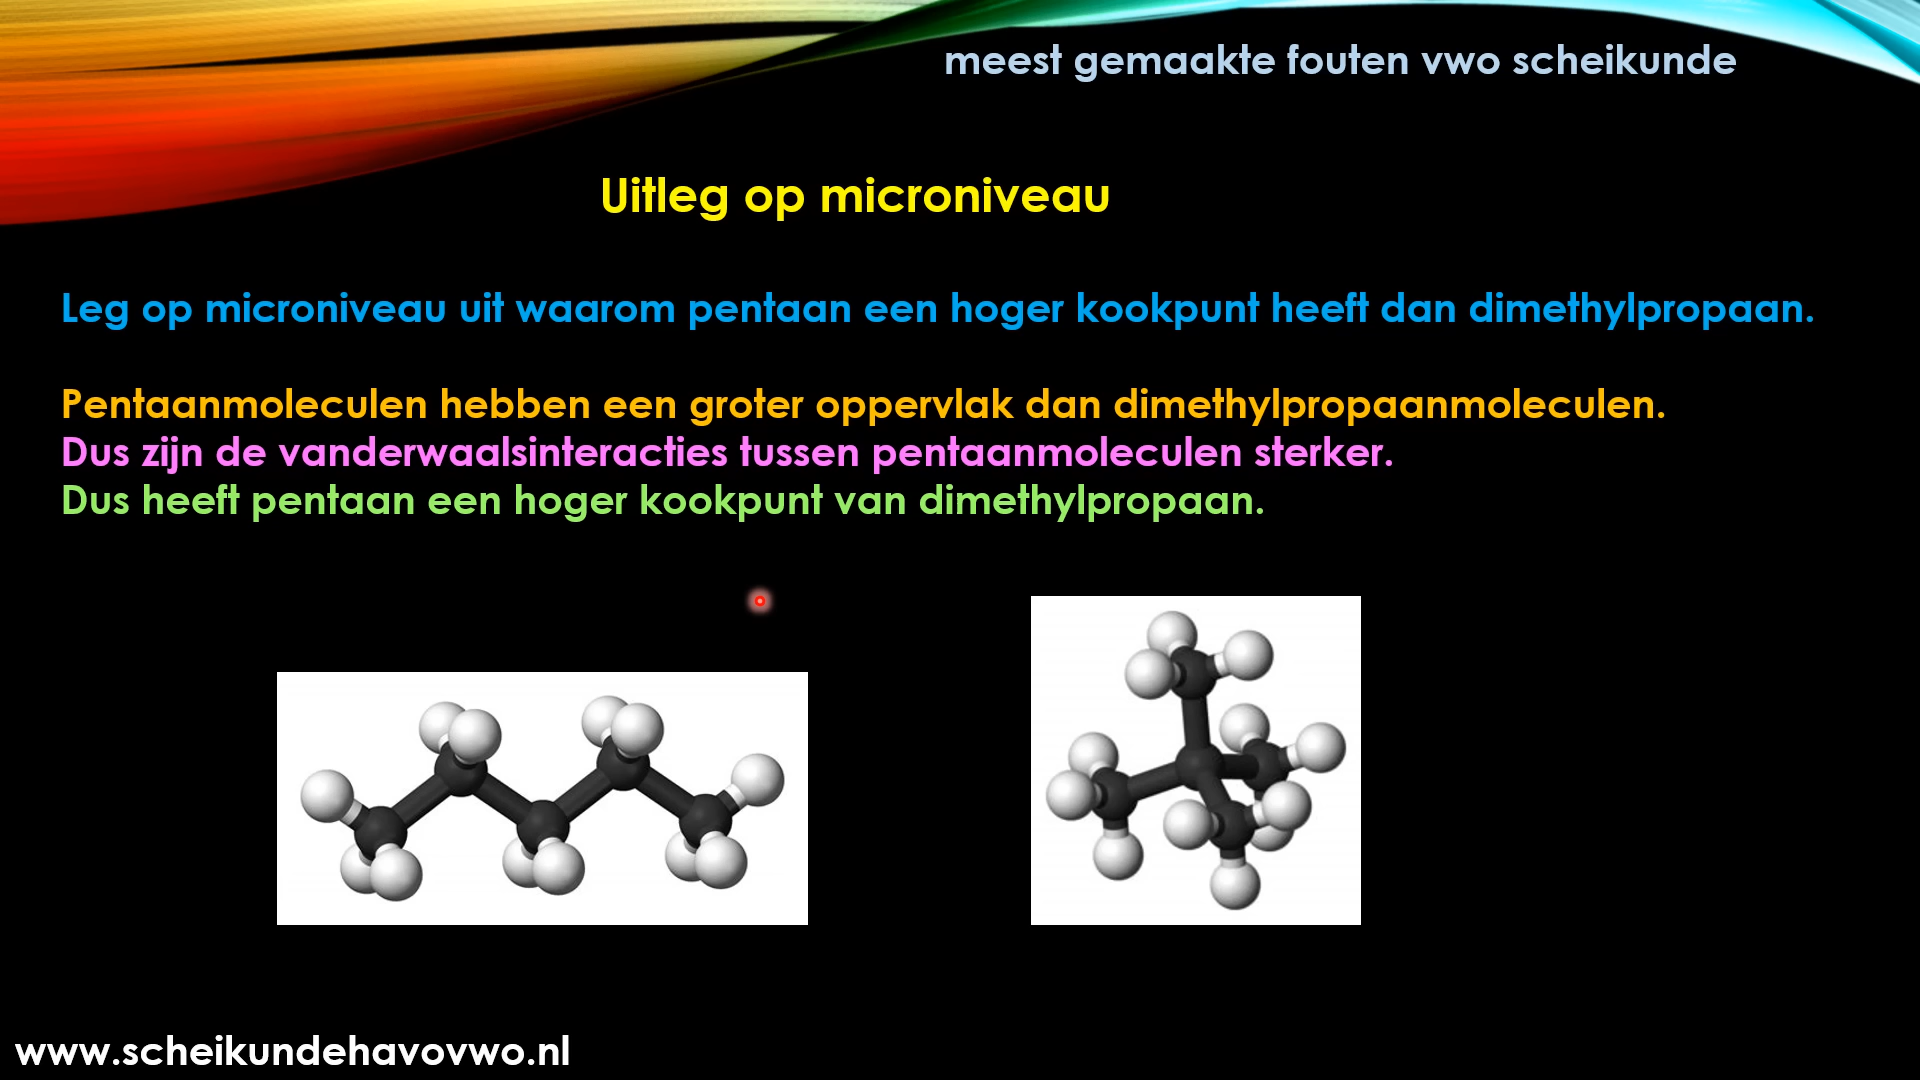 meest gemaakte fouten vwo scheikunde
Uitleg op microniveau
Leg op microniveau uit waarom pentaan een hoger kookpunt heeft dan dimethylpropaan.
Pentaanmoleculen hebben een groter oppervlak dan dimethylpropaanmoleculen.
Dus zijn de vanderwaalsinteracties tussen pentaanmoleculen sterker.
Dus heeft pentaan een hoger kookpunt van dimethylpropaan.
www.scheikundehavovwo.nl